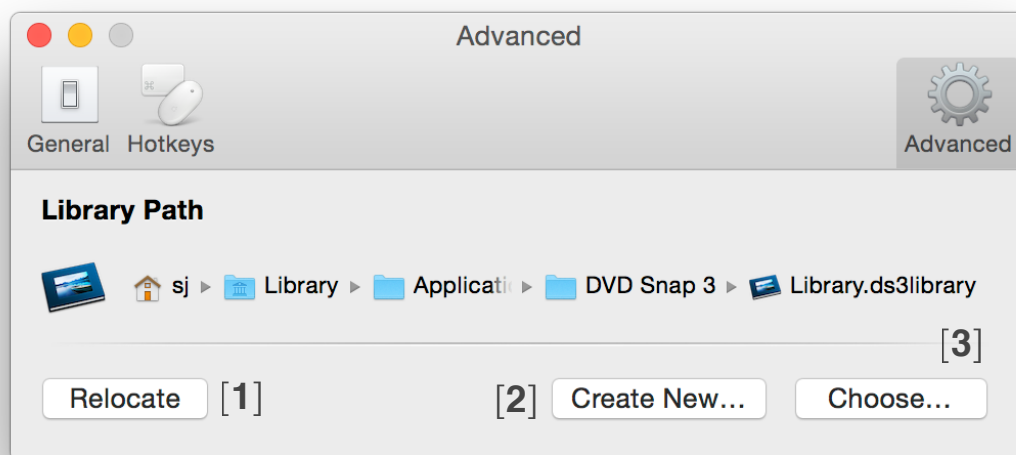 Advanced
General Hotkeys Advanced
Library Path
sj Library Applicati DVD Snap 3 Library.ds3library
[3]
Relocate [1] [2] Create New... Choose...